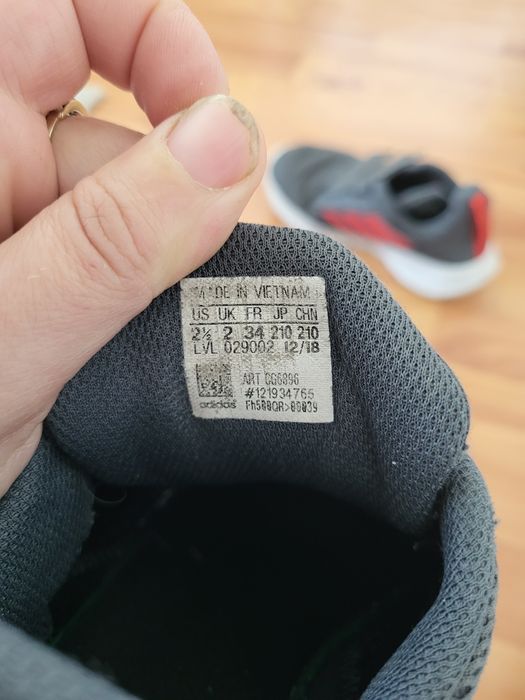 MADE IN VIETNAM
US UK FR JP CHN
2½ 2 34 210 210
LVL 029002 12/18
ART CG6896
#121934765
adidas